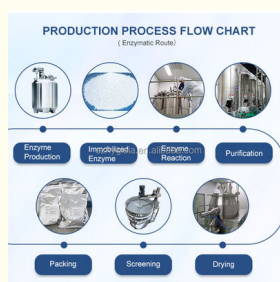 PRODUCTION PROCESS FLOW CHART
( Enzymatic Route)
Enzyme
Production
Immobilized
Enzyme
Enzyme
Reaction
Purification
Packing
Screening
Drying